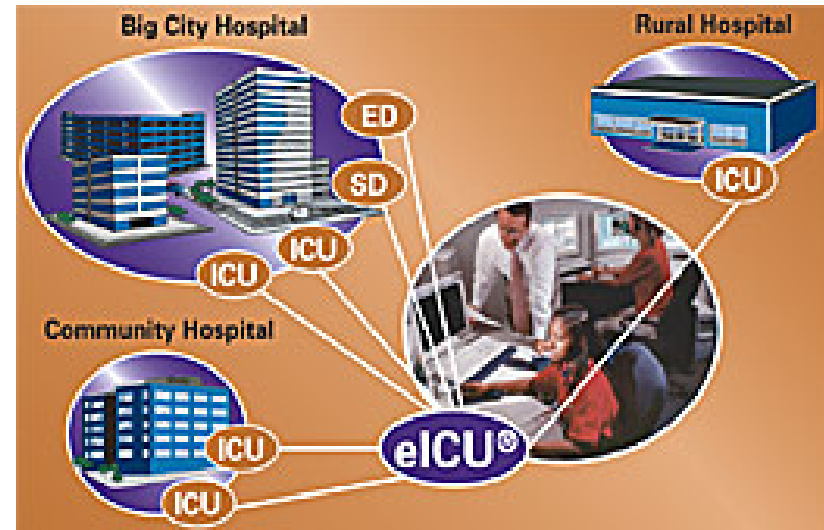 Big City Hospital
Rural Hospital
ED
SD
ICU
ICU
ICU
Community Hospital
ICU
ICU
eICU®